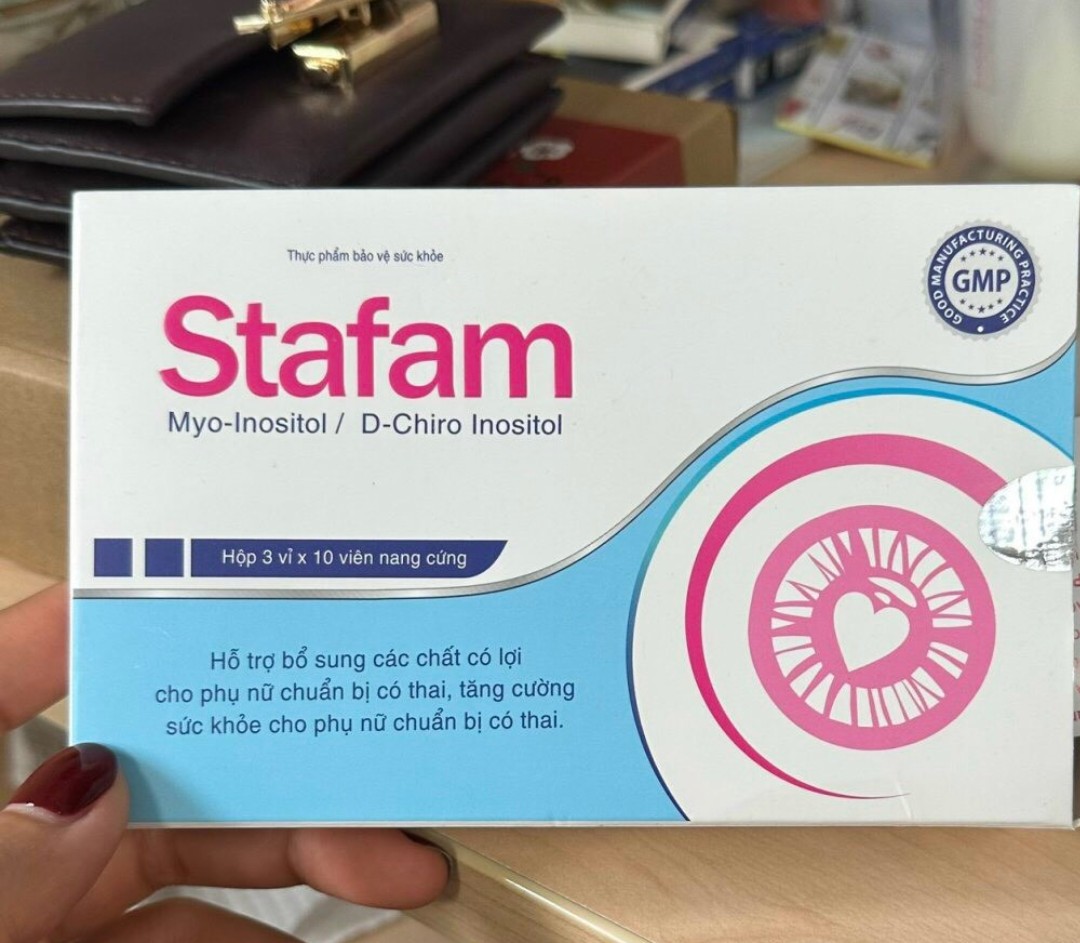 Thực phẩm bảo vệ sức khỏe
Stafam
Myo-Inositol / D-Chiro Inositol
GOOD MANUFACTURING PRACTICE
GMP
Hộp 3 vỉ x 10 viên nang cứng
Hỗ trợ bổ sung các chất có lợi
cho phụ nữ chuẩn bị có thai, tăng cường
sức khỏe cho phụ nữ chuẩn bị có thai.